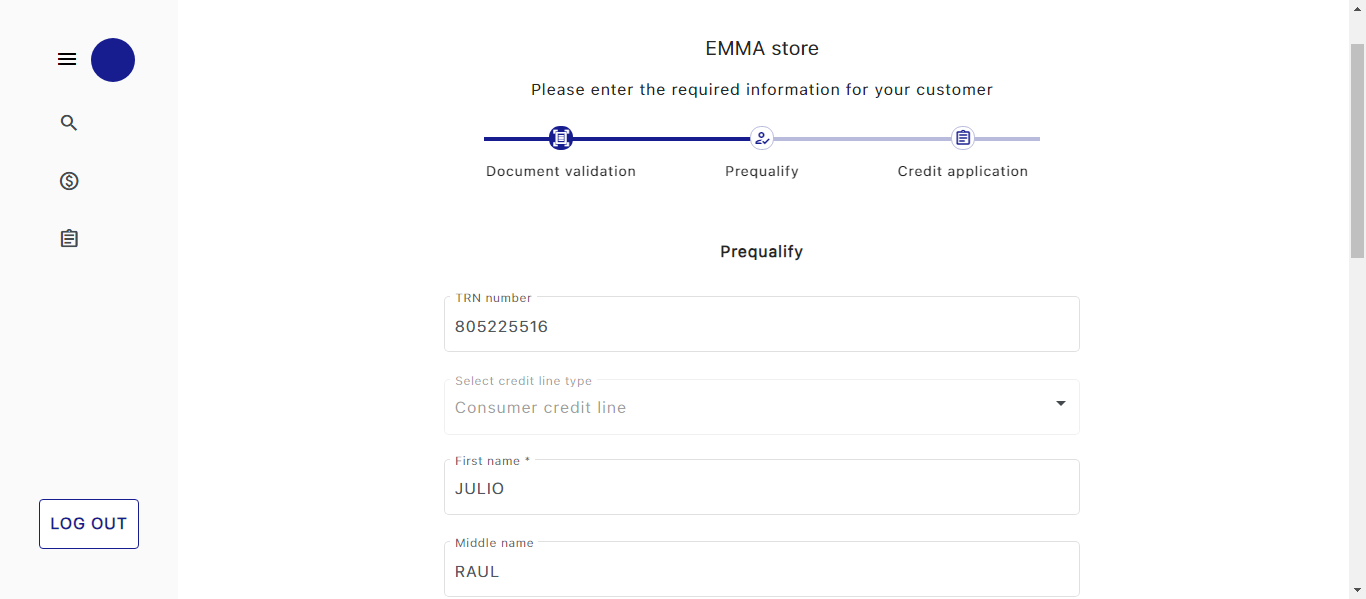 EMMA store
Please enter the required information for your customer
Document validation
Prequalify
Credit application
Prequalify
TRN number
805225516
Select credit line type
Consumer credit line
First name *
JULIO
Middle name
RAUL
LOG OUT